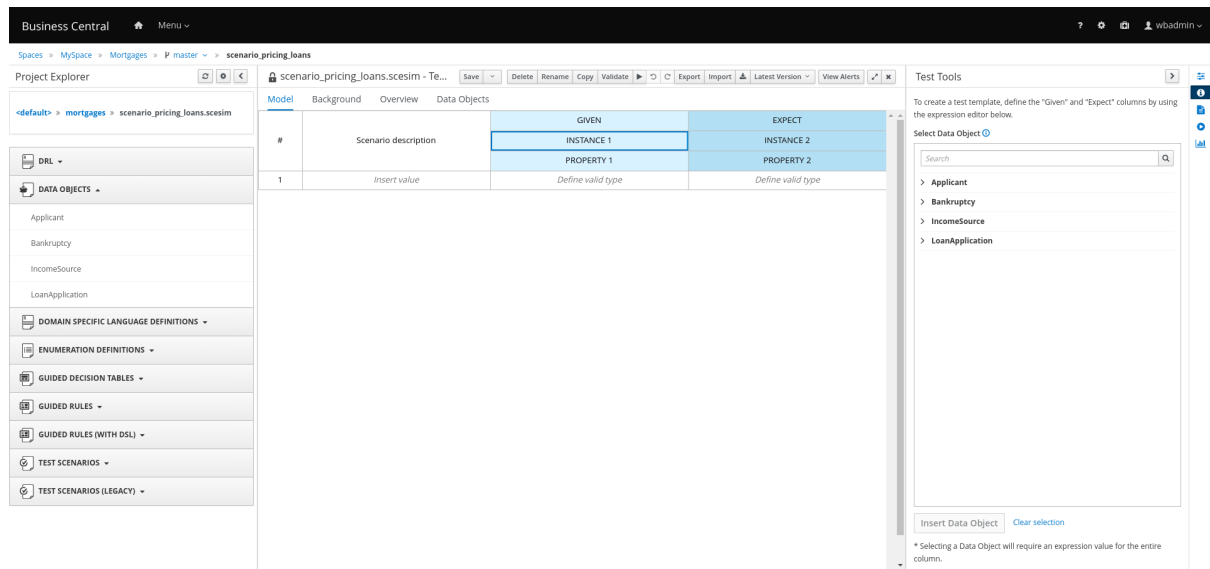 Business Central Menu ? wbadmin
Spaces » MySpace » Mortgages » master » scenario_pricing_loans
Project Explorer
<default> » mortgages » scenario_pricing_loans.scesim
DRL
DATA OBJECTS
Applicant
Bankruptcy
IncomeSource
LoanApplication
DOMAIN SPECIFIC LANGUAGE DEFINITIONS
ENUMERATION DEFINITIONS
GUIDED DECISION TABLES
GUIDED RULES
GUIDED RULES (WITH DSL)
TEST SCENARIOS
TEST SCENARIOS (LEGACY)
scenario_pricing_loans.scesim - Te... Save Delete Rename Copy Validate Export Import Latest Version View Alerts
Model Background Overview Data Objects
# Scenario description GIVEN EXPECT
INSTANCE 1 INSTANCE 2
PROPERTY 1 PROPERTY 2
1 Insert value Define valid type Define valid type
Test Tools
To create a test template, define the "Given" and "Expect" columns by using
the expression editor below.
Select Data Object
Search
Applicant
Bankruptcy
IncomeSource
LoanApplication
Insert Data Object Clear selection
* Selecting a Data Object will require an expression value for the entire
column.